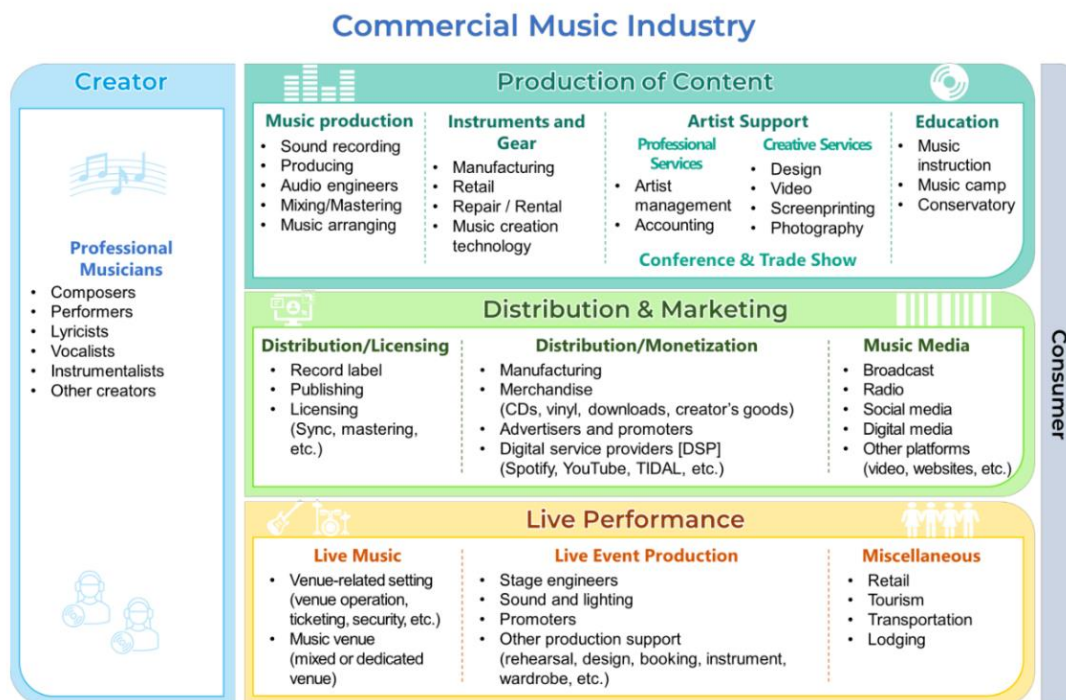 Commercial Music Industry
Creator
Professional
Musicians
• Composers
• Performers
• Lyricists
• Vocalists
• Instrumentalists
• Other creators
Production of Content
Music production
• Sound recording
• Producing
• Audio engineers
• Mixing/Mastering
• Music arranging
Instruments and
Gear
• Manufacturing
• Retail
• Repair / Rental
• Music creation
technology
Artist Support
Professional
Services
• Artist
management
• Accounting
Creative Services
• Design
• Video
• Screenprinting
• Photography
Conference & Trade Show
Education
• Music
instruction
• Music camp
• Conservatory
Distribution & Marketing
Distribution/Licensing
• Record label
• Publishing
• Licensing
(Sync, mastering,
etc.)
Distribution/Monetization
• Manufacturing
• Merchandise
(CDs, vinyl, downloads, creator's goods)
• Advertisers and promoters
• Digital service providers [DSP]
(Spotify, YouTube, TIDAL, etc.)
Music Media
• Broadcast
• Radio
• Social media
• Digital media
• Other platforms
(video, websites, etc.)
Live Performance
Live Music
• Venue-related setting
(venue operation,
ticketing, security, etc.)
• Music venue
(mixed or dedicated
venue)
Live Event Production
• Stage engineers
• Sound and lighting
• Promoters
• Other production support
(rehearsal, design, booking, instrument,
wardrobe, etc.)
Miscellaneous
• Retail
• Tourism
• Transportation
• Lodging
Consumer